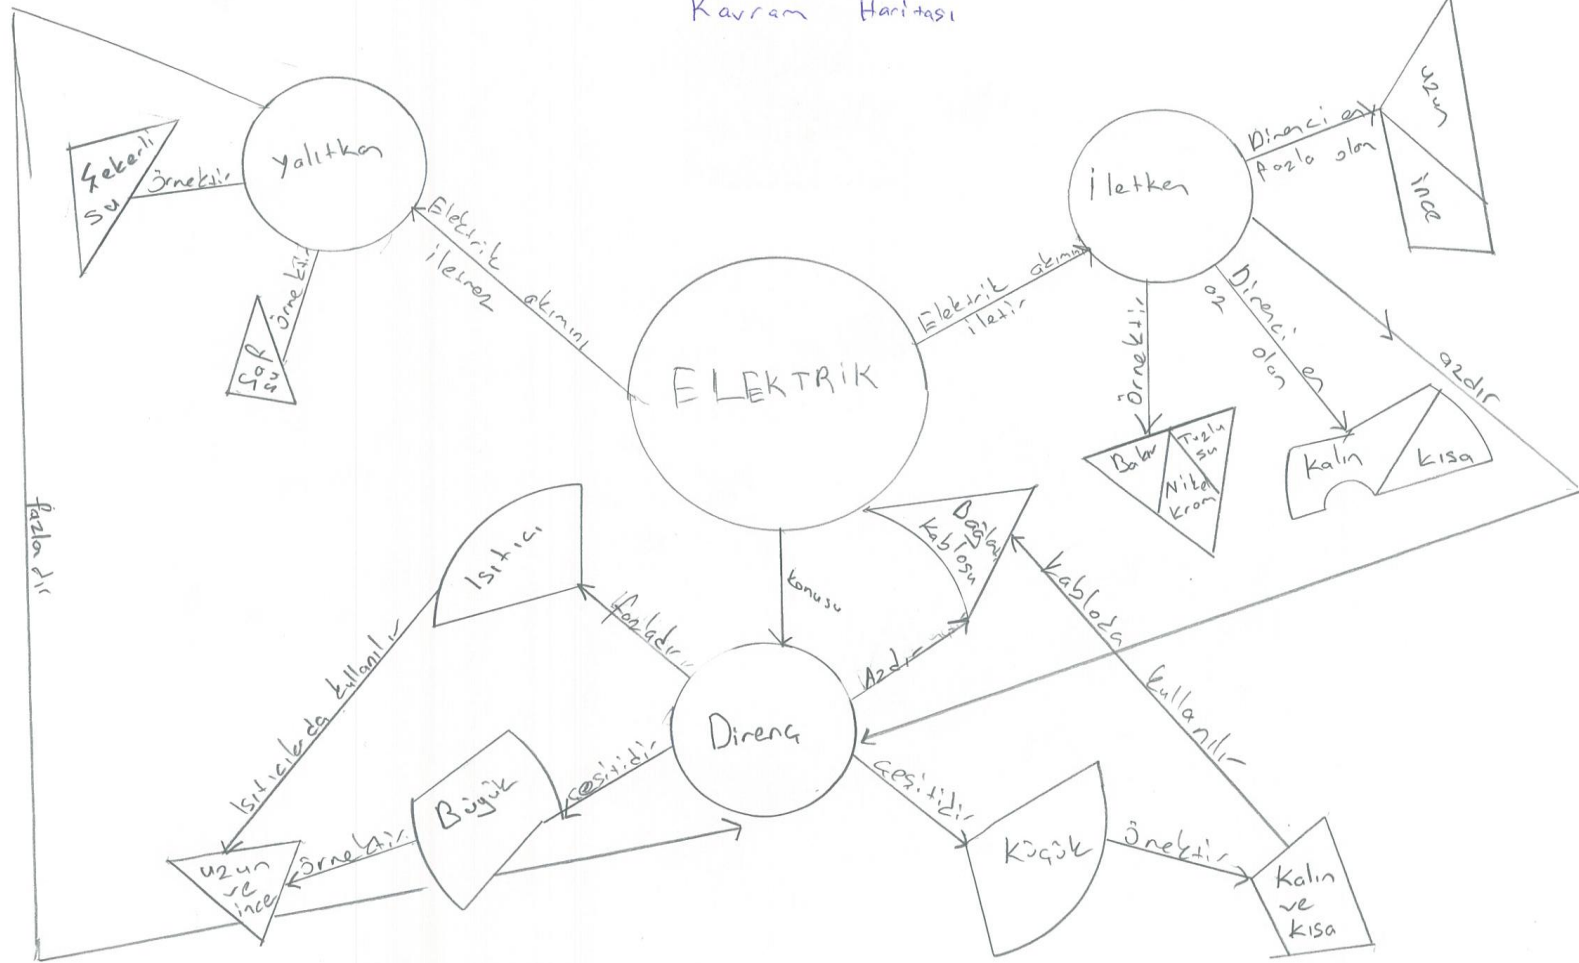 Kavram Haritası
Yalıtkan
Şekerli
su
örnektir
örnektir
Elektrik akımını
iletmez
ELEKTRİK
Elektrik akımını
iletir
İletken
Direnci en
fazla olan
uzun
ince
örnektir
Bakır
Tuzlu
su
Nikel
krom
Direnci en
az olan
Kalın
Kısa
azdır
fazladır
Isıtıcı
fazladır
konusu
Bağlantı
kablosu
Azdır
Direnç
Kabloda kullanılır
Isıtıcılarda kullanılır
Büyük
çeşitidir
örnektir
uzun
ve
ince
çeşitidir
Küçük
örnektir
Kalın
ve
kısa